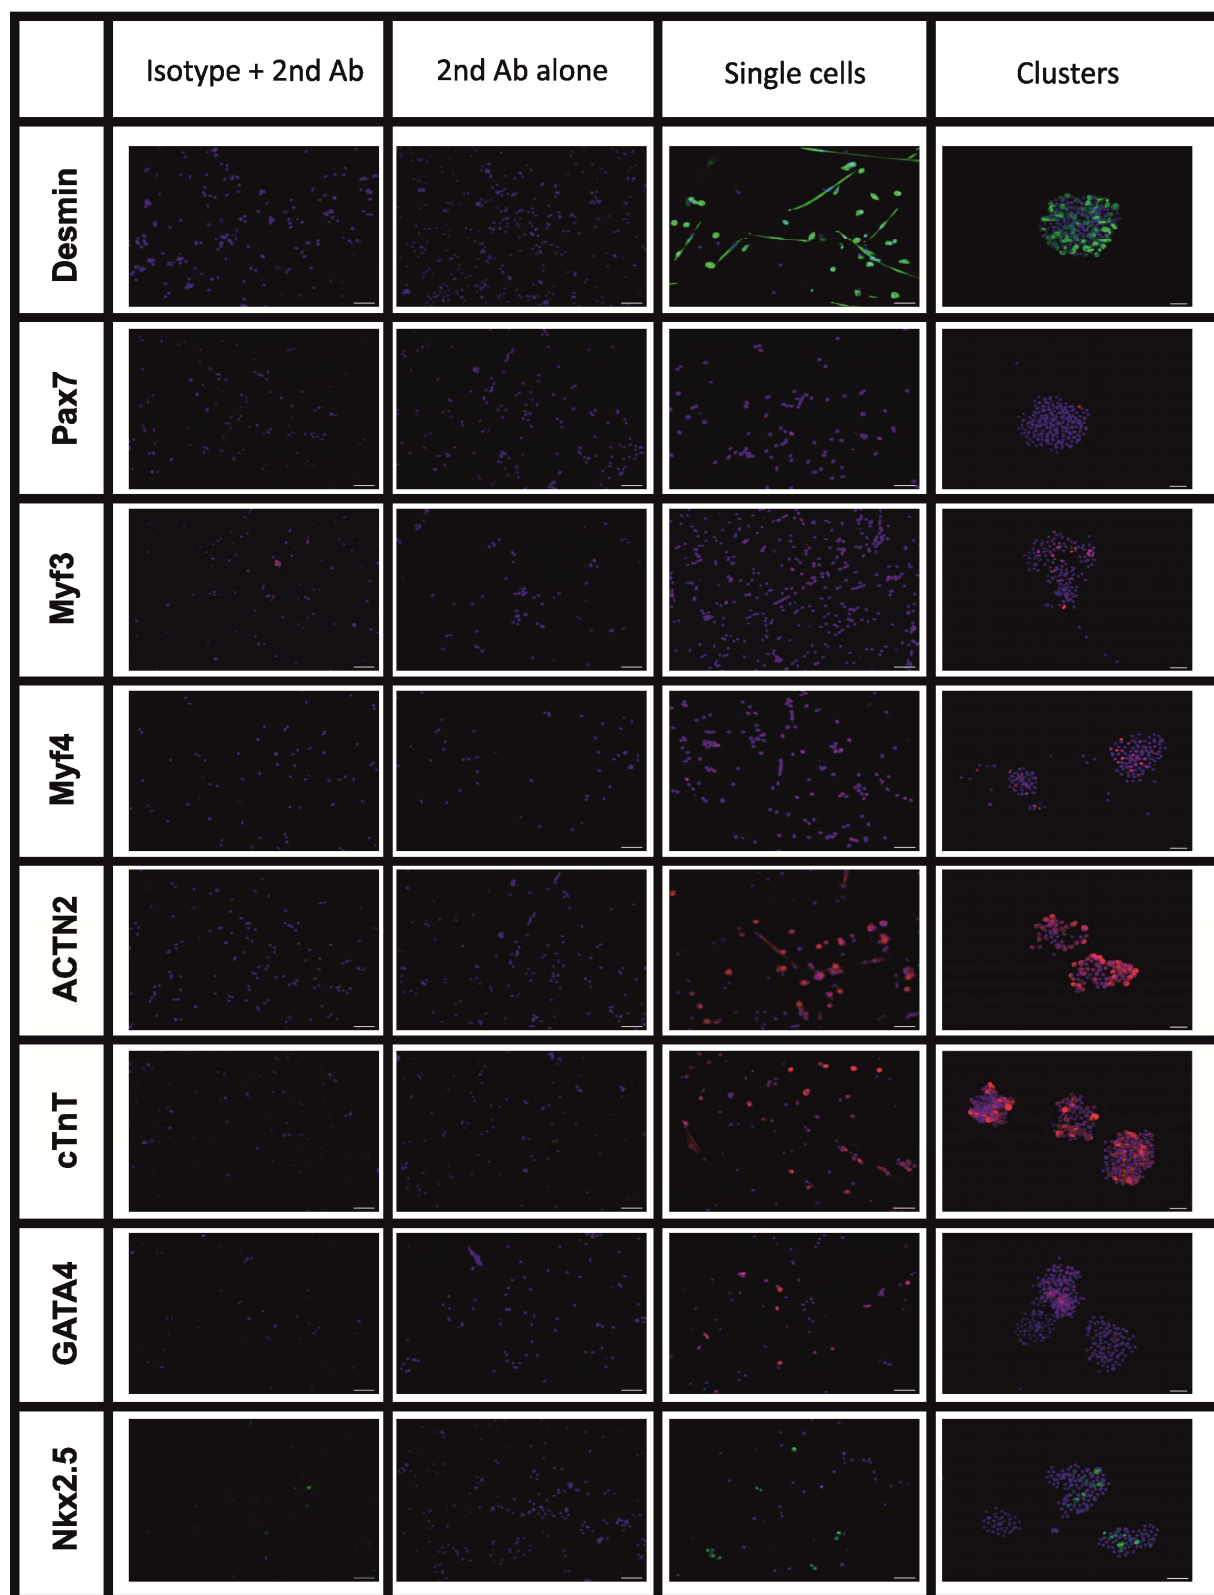 Isotype + 2nd Ab
2nd Ab alone
Single cells
Clusters
Desmin
Pax7
Myf3
Myf4
ACTN2
cTnT
GATA4
Nkx2.5